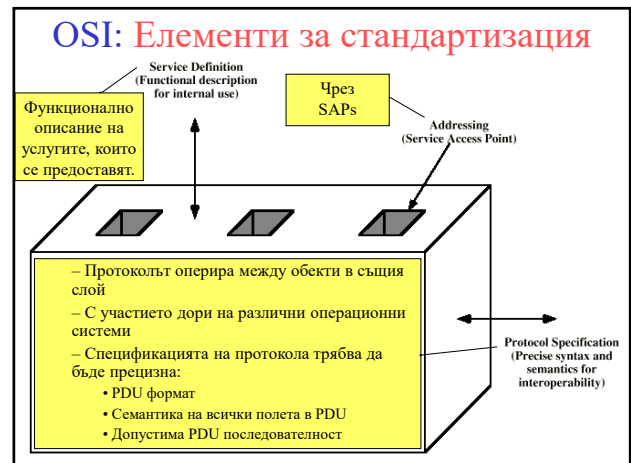 OSI: Елементи за стандартизация
Service Definition
(Functional description
for internal use)
Функционално
описание на
услугите, които
се предоставят.
Чрез
SAPs
Addressing
(Service Access Point)
– Протоколът оперира между обекти в същия
слой
– С участието дори на различни операционни
системи
– Спецификацията на протокола трябва да
бъде прецизна:
• PDU формат
• Семантика на всички полета в PDU
• Допустима PDU последователност
Protocol Specification
(Precise syntax and
semantics for
interoperability)